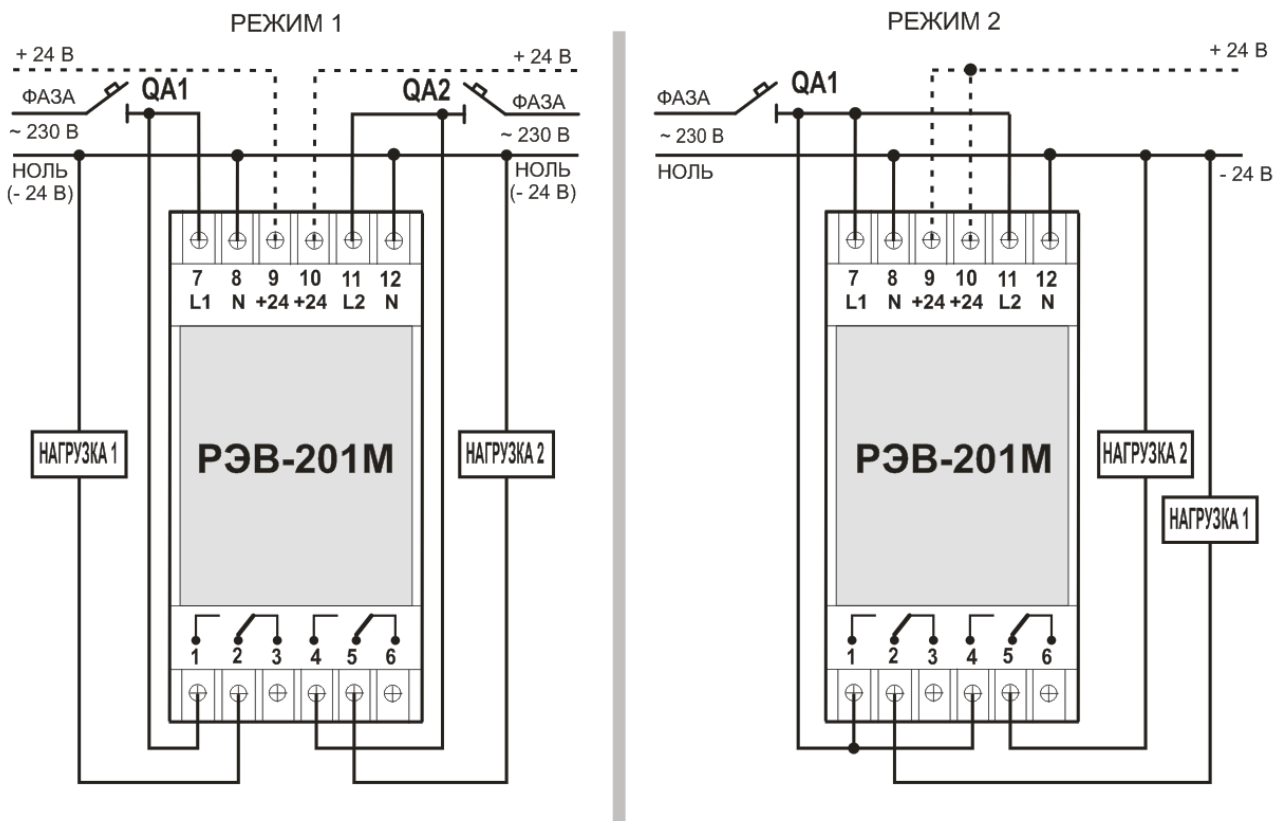 РЕЖИМ 1
+ 24 В
+ 24 В
QA1
QA2
ФАЗА
ФАЗА
~ 230 В
~ 230 В
НОЛЬ
(- 24 В)
НОЛЬ
(- 24 В)
7 8 9 10 11 12
L1 N +24 +24 L2 N
НАГРУЗКА 1
РЭВ-201М
НАГРУЗКА 2
1 2 3 4 5 6
РЕЖИМ 2
+ 24 В
QA1
ФАЗА
~ 230 В
НОЛЬ
- 24 В
7 8 9 10 11 12
L1 N +24 +24 L2 N
РЭВ-201М
НАГРУЗКА 2
НАГРУЗКА 1
1 2 3 4 5 6